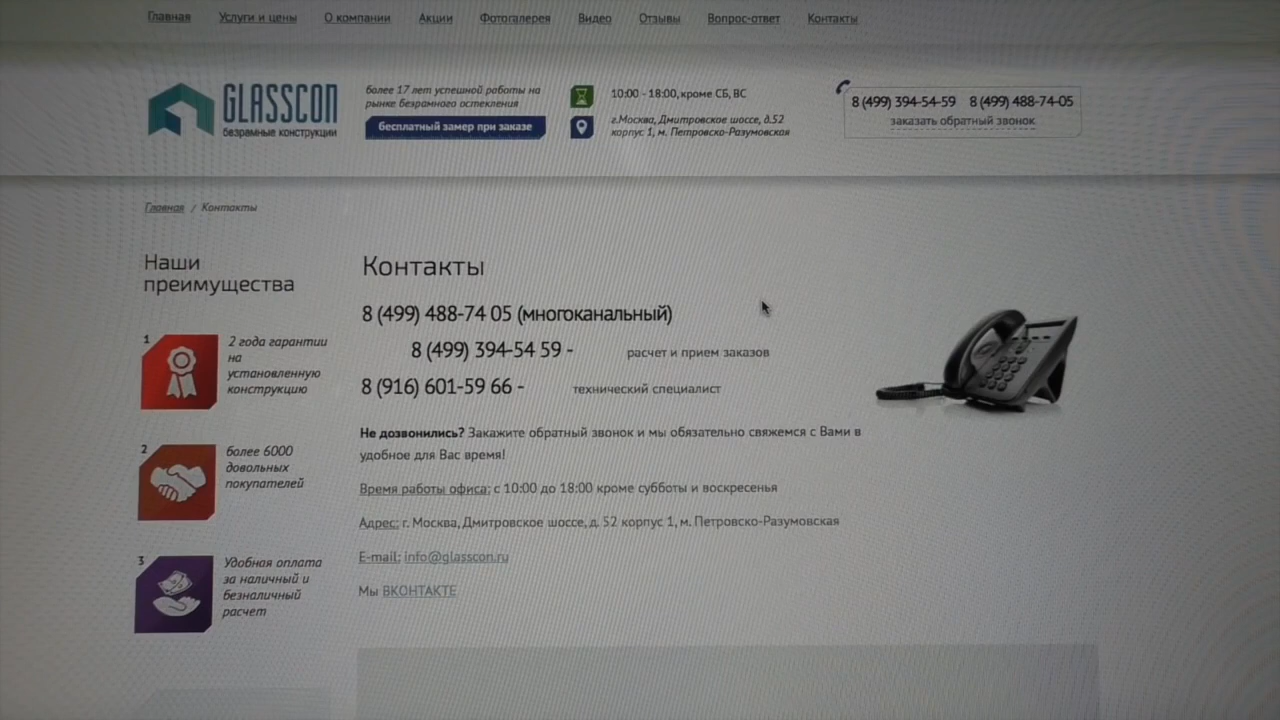 Главная Услуги и цены О компании Акции Фотогалерея Видео Отзывы Вопрос-ответ Контакты
GLASSCON
безрамные конструкции
более 17 лет успешной работы на
рынке безрамного остекления
бесплатный замер при заказе
10:00 - 18:00, кроме СБ, ВС
г.Москва, Дмитровское шоссе, д.52
корпус 1, м. Петровско-Разумовская
8 (499) 394-54-59 8 (499) 488-74-05
заказать обратный звонок
Главная / Контакты
Наши
преимущества
1
2 года гарантии
на
установленную
конструкцию
2
более 6000
довольных
покупателей
3
Удобная оплата
за наличный и
безналичный
расчет
Контакты
8 (499) 488-74 05 (многоканальный)
8 (499) 394-54 59 - расчет и прием заказов
8 (916) 601-59 66 - технический специалист
Не дозвонились? Закажите обратный звонок и мы обязательно свяжемся с Вами в
удобное для Вас время!
Время работы офиса: с 10:00 до 18:00 кроме субботы и воскресенья
Адрес: г. Москва, Дмитровское шоссе, д. 52 корпус 1, м. Петровско-Разумовская
E-mail: info@glasscon.ru
Мы ВКОНТАКТЕ